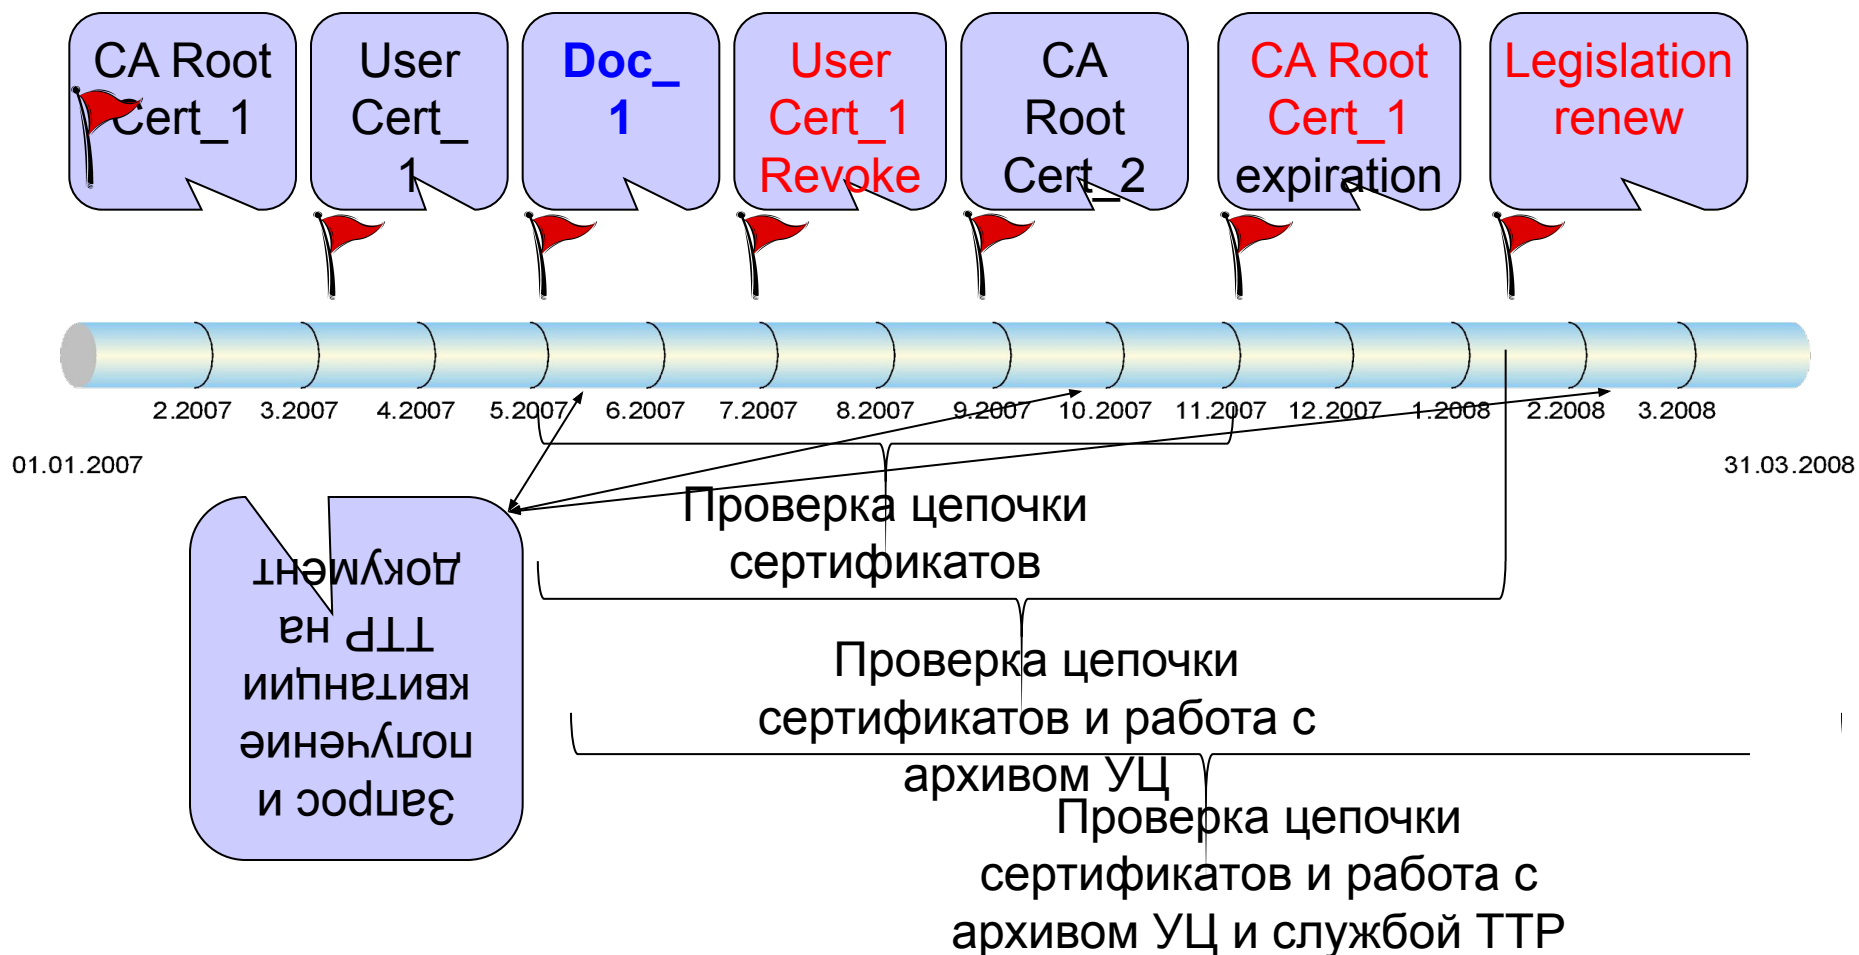 CA Root
Cert_1
User
Cert_
1
Doc_
1
User
Cert_1
Revoke
CA
Root
Cert_2
CA Root
Cert_1
expiration
Legislation
renew
2.2007
3.2007
4.2007
5.2007
6.2007
7.2007
8.2007
9.2007
10.2007
11.2007
12.2007
1.2008
2.2008
3.2008
01.01.2007
31.03.2008
Запрос и
получение
квитанции
ТТР на
документ
Проверка цепочки
сертификатов
Проверка цепочки
сертификатов и работа с
архивом УЦ
Проверка цепочки
сертификатов и работа с
архивом УЦ и службой ТТР